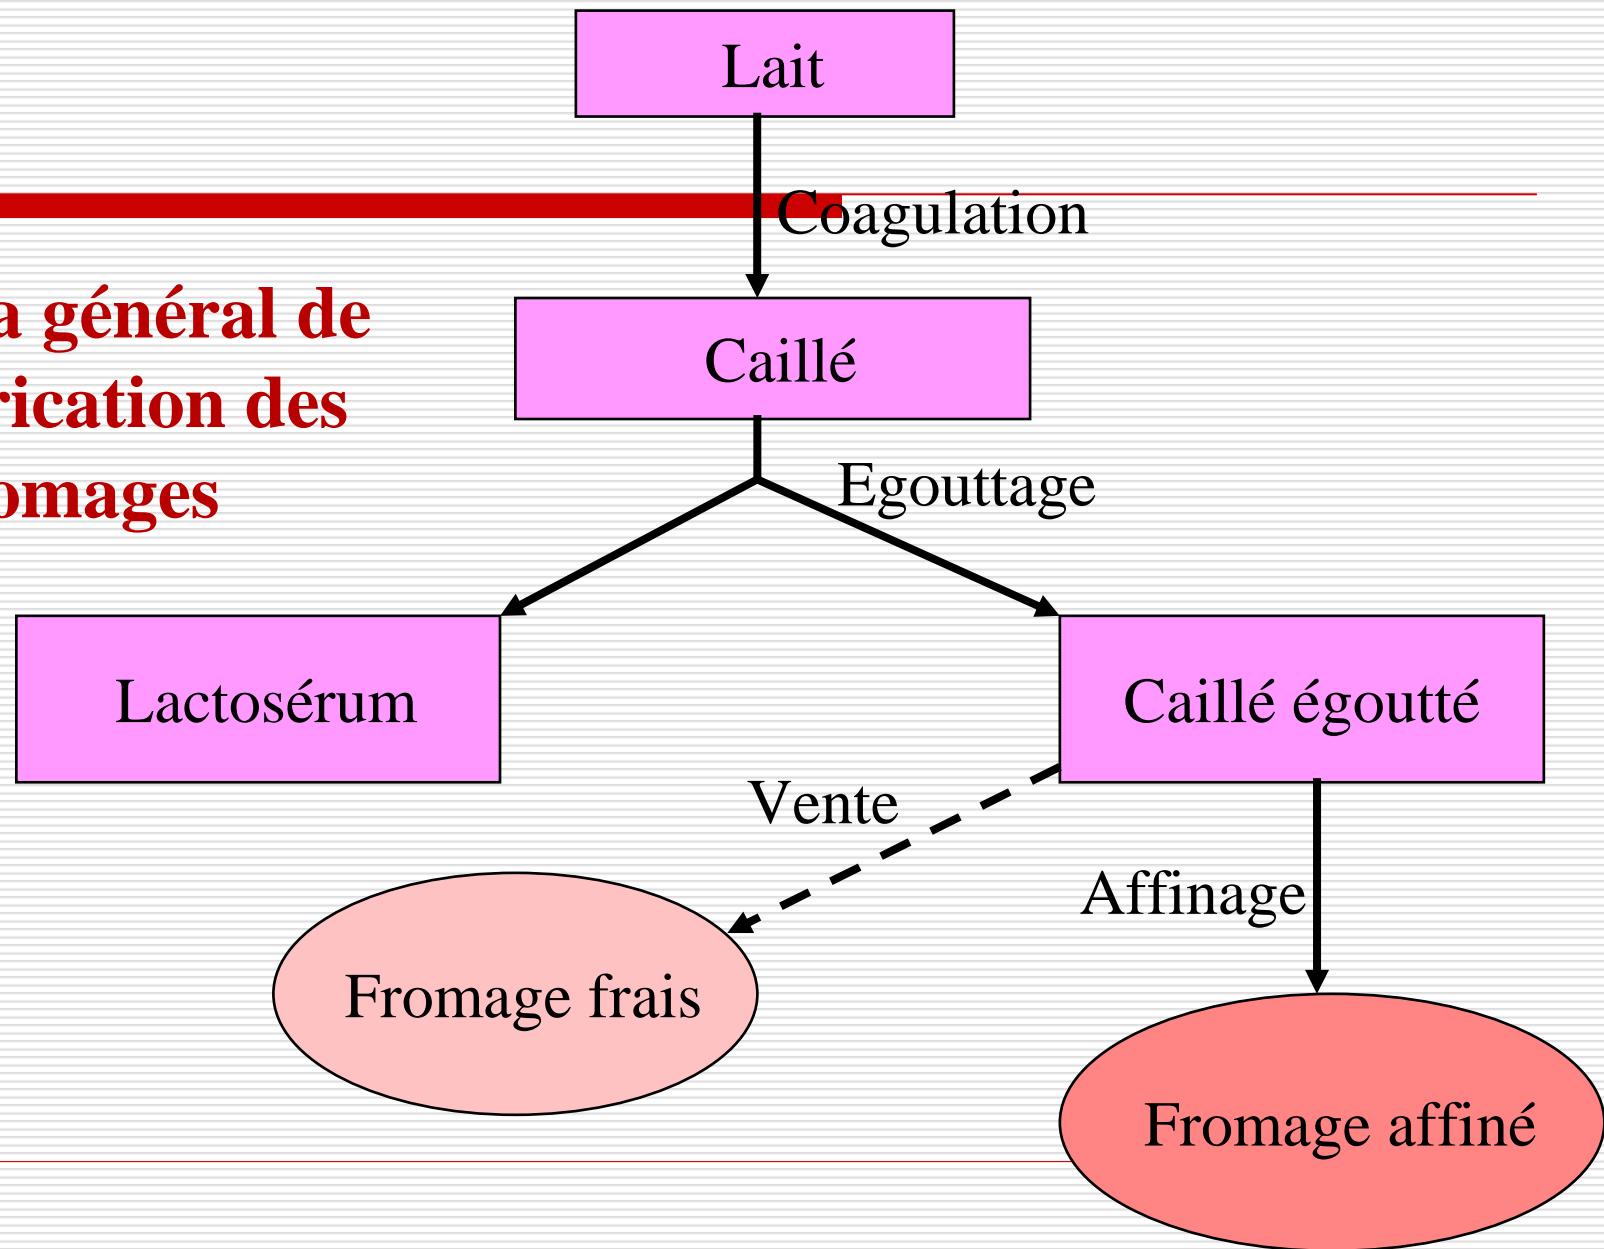 Lait
Coagulation
a général de
Caillé
rication des
Egouttage
omages
Lactosérum
Caillé égoutté
Vente
Affinage
Fromage frais
Fromage affiné